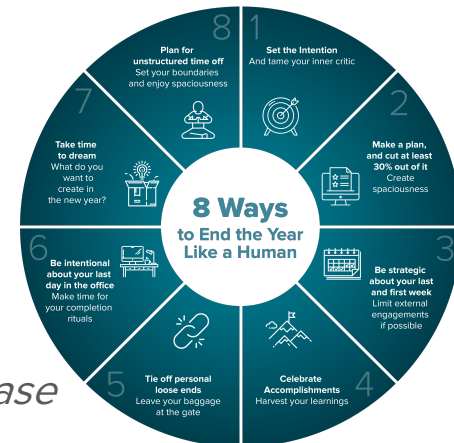 8 Ways
to End the Year
Like a Human
1
Set the Intention
And tame your inner critic
2
Make a plan,
and cut at least
30% out of it
Create
spaciousness
3
Be strategic
about your last
and first week
Limit external
engagements
if possible
4
Celebrate
Accomplishments
Harvest your learnings
5
Tie off personal
loose ends
Leave your baggage
at the gate
6
Be intentional
about your last
day in the office
Make time for
your completion
rituals
7
Take time
to dream
What do you
want to
create in
the new year?
8
Plan for
unstructured time off
Set your boundaries
and enjoy spaciousness